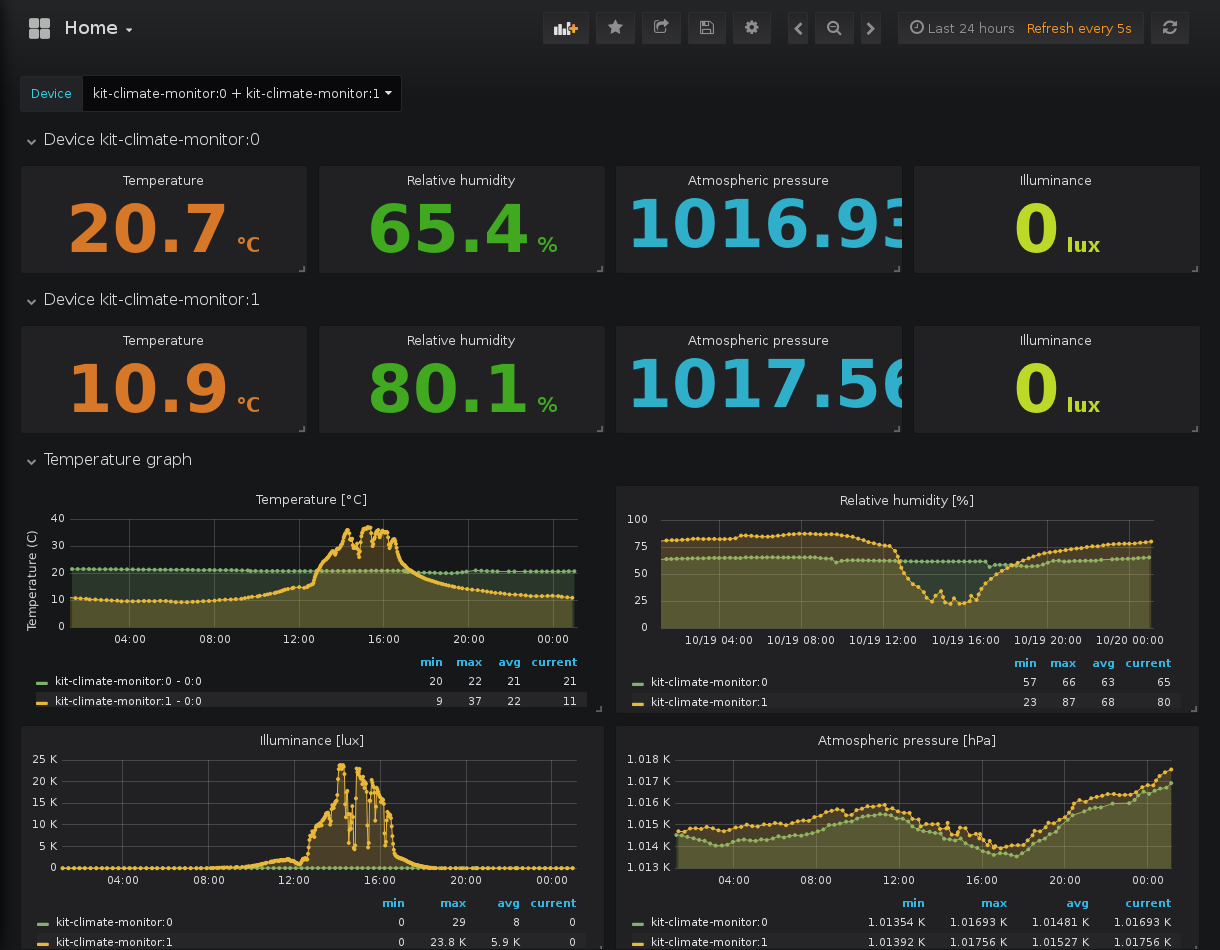 Home
Last 24 hours Refresh every 5s
Device kit-climate-monitor:0 + kit-climate-monitor:1
Device kit-climate-monitor:0
Temperature
20.7 °C
Relative humidity
65.4 %
Atmospheric pressure
1016.93
Illuminance
0 lux
Device kit-climate-monitor:1
Temperature
10.9 °C
Relative humidity
80.1 %
Atmospheric pressure
1017.56
Illuminance
0 lux
Temperature graph
Temperature [°C]
Temperature (C)
40
30
20
10
0
04:00 08:00 12:00 16:00 20:00 00:00
min max avg current
kit-climate-monitor:0 - 0:0 20 22 21 21
kit-climate-monitor:1 - 0:0 9 37 22 11
Relative humidity [%]
100
75
50
25
0
10/19 04:00 10/19 08:00 10/19 12:00 10/19 16:00 10/19 20:00 10/20 00:00
min max avg current
kit-climate-monitor:0 57 66 63 65
kit-climate-monitor:1 23 87 68 80
Illuminance [lux]
25 K
20 K
15 K
10 K
5 K
0
04:00 08:00 12:00 16:00 20:00 00:00
min max avg current
kit-climate-monitor:0 0 29 8 0
kit-climate-monitor:1 0 23.8 K 5.9 K 0
Atmospheric pressure [hPa]
1.018 K
1.017 K
1.016 K
1.015 K
1.014 K
1.013 K
04:00 08:00 12:00 16:00 20:00 00:00
min max avg current
kit-climate-monitor:0 1.01354 K 1.01693 K 1.01481 K 1.01693 K
kit-climate-monitor:1 1.01392 K 1.01756 K 1.01527 K 1.01756 K